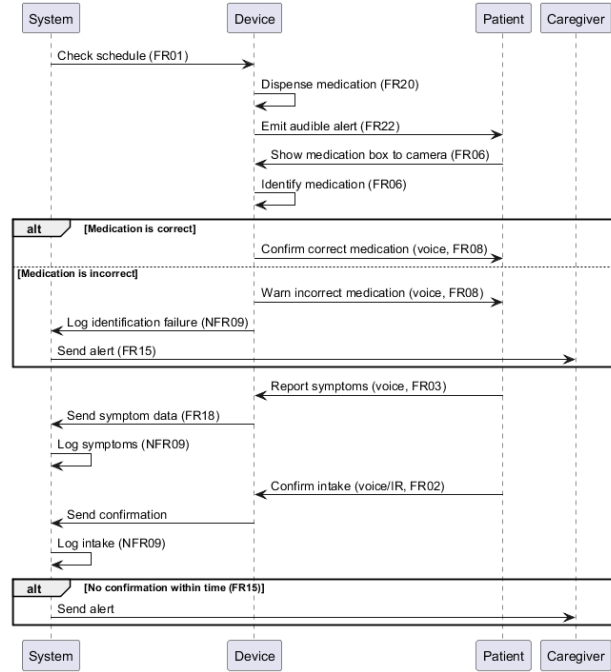 System Device Patient Caregiver
Check schedule (FR01)
Dispense medication (FR20)
Emit audible alert (FR22)
Show medication box to camera (FR06)
Identify medication (FR06)
alt [Medication is correct]
Confirm correct medication (voice, FR08)
[Medication is incorrect]
Warn incorrect medication (voice, FR08)
Log identification failure (NFR09)
Send alert (FR15)
Report symptoms (voice, FR03)
Send symptom data (FR18)
Log symptoms (NFR09)
Confirm intake (voice/IR, FR02)
Send confirmation
Log intake (NFR09)
alt [No confirmation within time (FR15)]
Send alert
System Device Patient Caregiver